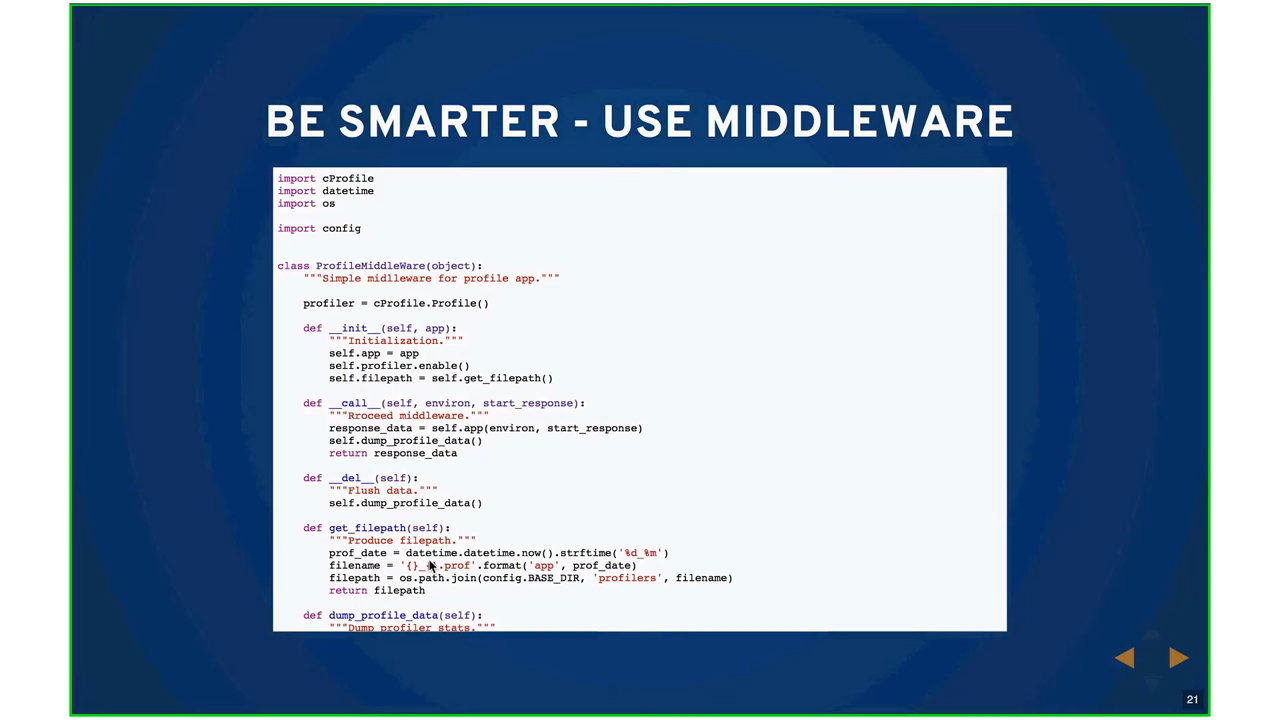 BE SMARTER - USE MIDDLEWARE
import cProfile
import datetime
import os
import config
class ProfileMiddleWare(object):
"""Simple midlleware for profile app."""
profiler = cProfile.Profile()
def __init__(self, app):
"""Initialization."""
self.app = app
self.profiler.enable()
self.filepath = self.get_filepath()
def __call__(self, environ, start_response):
"""Rroceed middleware."""
response_data = self.app(environ, start_response)
self.dump_profile_data()
return response_data
def __del__(self):
"""Flush data."""
self.dump_profile_data()
def get_filepath(self):
"""Produce filepath."""
prof_date = datetime.datetime.now().strftime('%d_%m')
filename = '{}_{}.prof'.format('app', prof_date)
filepath = os.path.join(config.BASE_DIR, 'profilers', filename)
return filepath
def dump_profile_data(self):
"""Dump profiler stats."""
21